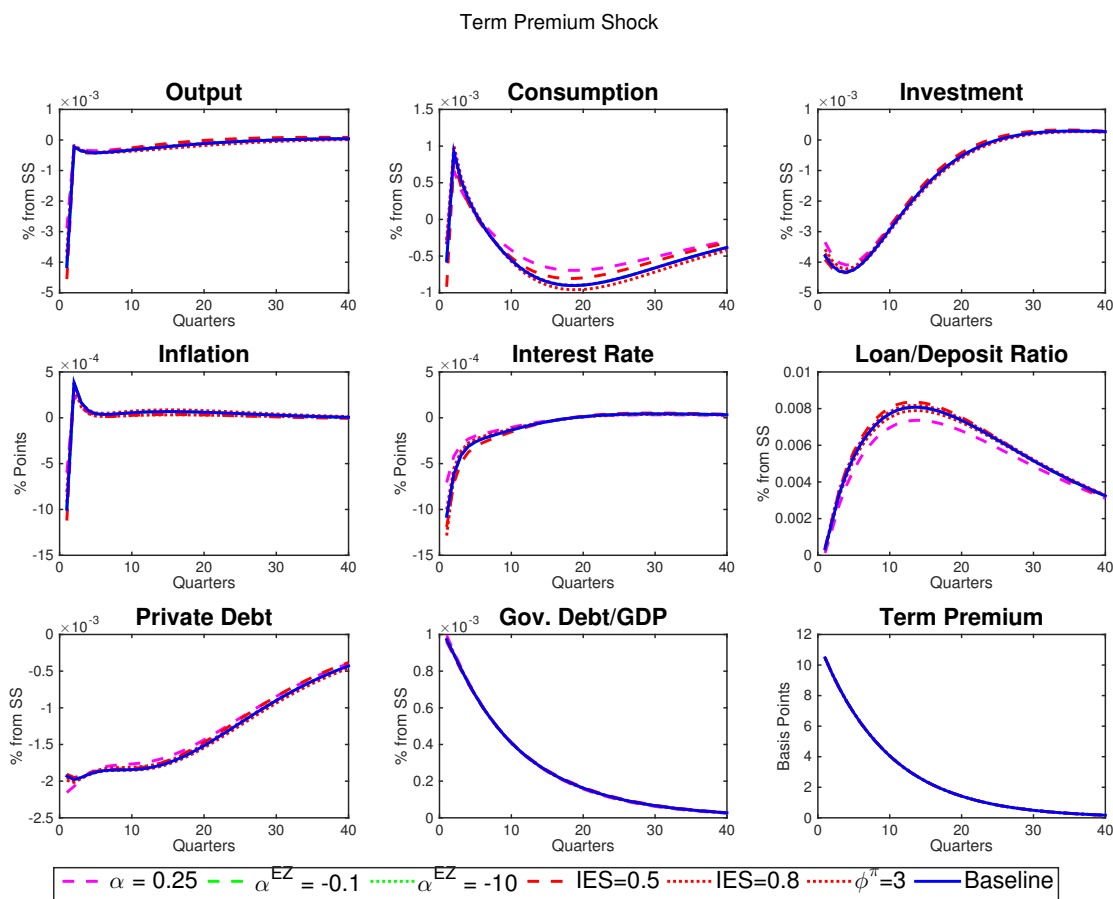 Term Premium Shock
×10^-3 Output
1
0
-1
-2
-3
-4
-5
% from SS
0 10 20 30 40
Quarters
×10^-3 Consumption
1.5
1
0.5
0
-0.5
-1
% from SS
0 10 20 30 40
Quarters
×10^-3 Investment
1
0
-1
-2
-3
-4
-5
% from SS
0 10 20 30 40
Quarters
×10^-4 Inflation
5
0
-5
-10
-15
% Points
0 10 20 30 40
Quarters
×10^-4 Interest Rate
5
0
-5
-10
-15
% Points
0 10 20 30 40
Quarters
Loan/Deposit Ratio
0.01
0.008
0.006
0.004
0.002
0
% from SS
0 10 20 30 40
Quarters
×10^-3 Private Debt
0
-0.5
-1
-1.5
-2
-2.5
% from SS
0 10 20 30 40
Quarters
×10^-3 Gov. Debt/GDP
1
0.8
0.6
0.4
0.2
0
% from SS
0 10 20 30 40
Quarters
Term Premium
12
10
8
6
4
2
0
Basis Points
0 10 20 30 40
Quarters
α = 0.25 α^EZ = -0.1 α^EZ = -10 IES=0.5 IES=0.8 φ^π=3 Baseline